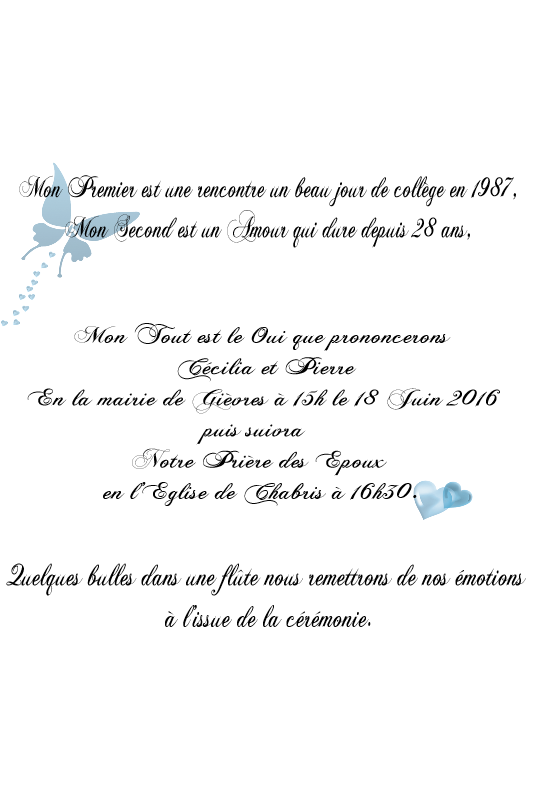 Mon Premier est une rencontre un beau jour de collège en 1987,
Mon Second est un Amour qui dure depuis 28 ans,
Mon Tout est le Oui que prononcerons
Cécilia et Pierre
En la mairie de Gièvres à 15h le 18 Juin 2016
puis suivra
Notre Prière des Epoux
en l'Eglise de Chabris à 16h30.
Quelques bulles dans une flûte nous remettrons de nos émotions
à l'issue de la cérémonie.